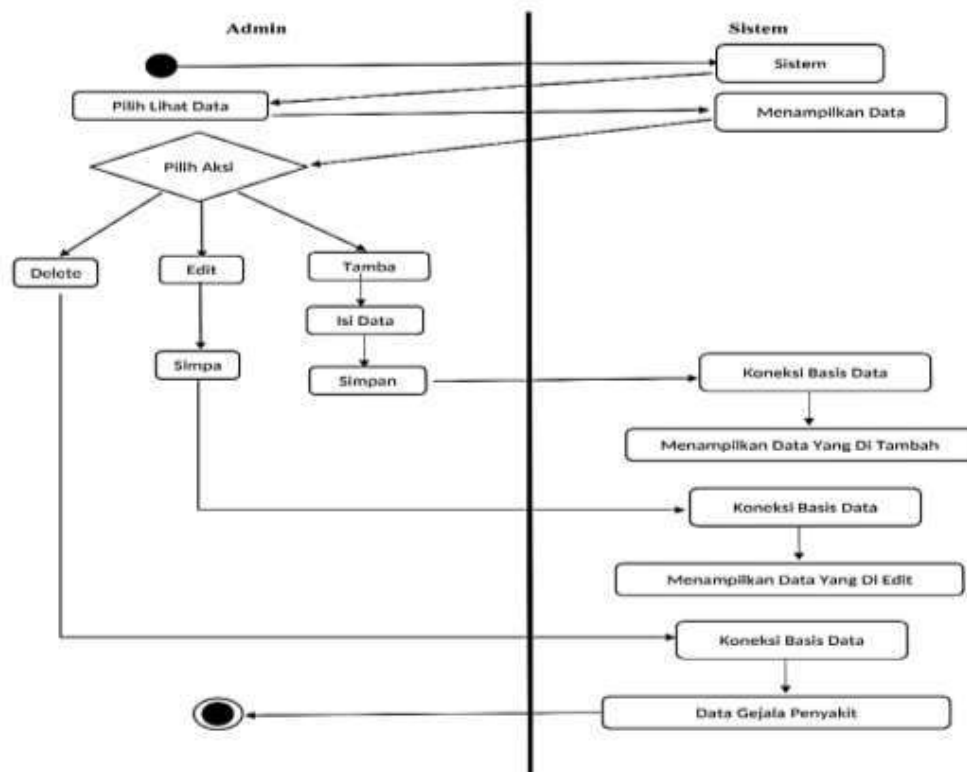 Admin
Sistem
Sistem
Pilih Lihat Data
Menampilkan Data
Pilih Aksi
Delete
Edit
Tamba
Isi Data
Simpa
Simpan
Koneksi Basis Data
Menampilkan Data Yang Di Tambah
Koneksi Basis Data
Menampilkan Data Yang Di Edit
Koneksi Basis Data
Data Gejala Penyakit